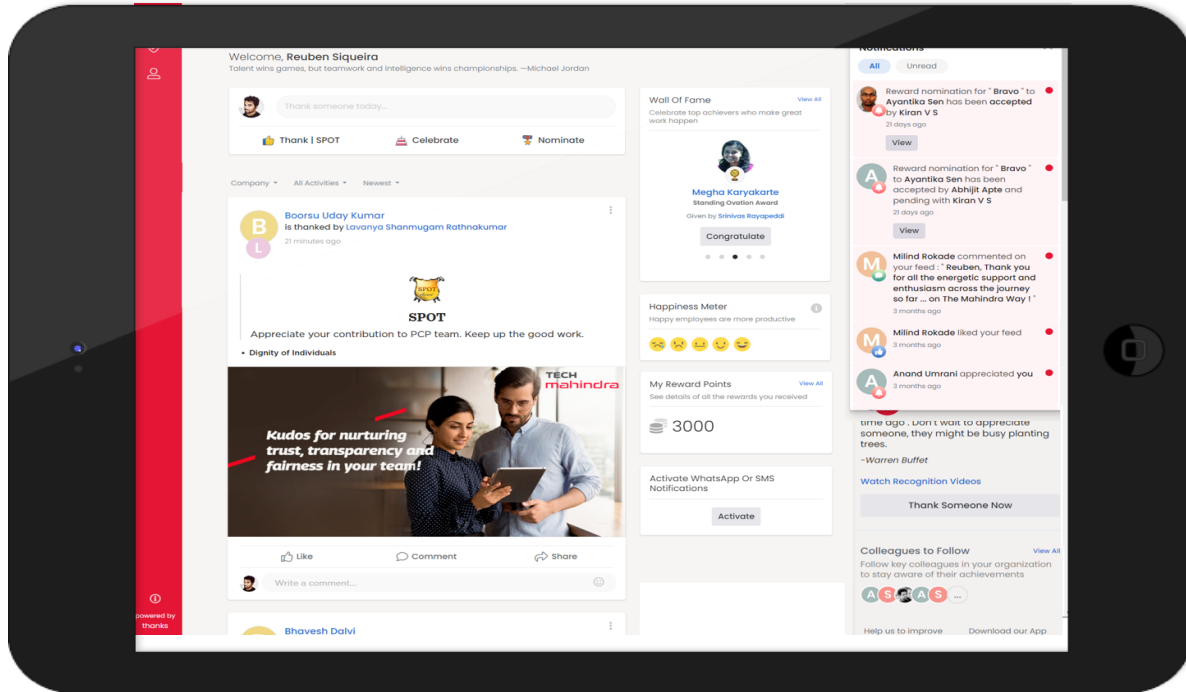 Welcome, Reuben Siqueira
Talent wins games, but teamwork and intelligence wins championships. —Michael Jordan
Thank someone today...
Thank | SPOT
Celebrate
Nominate
Company
All Activities
Newest
B
L
Boorsu Uday Kumar
is thanked by Lavanya Shanmugam Rathnakumar
21 minutes ago
SPOT
SPOT
Appreciate your contribution to PCP team. Keep up the good work.
• Dignity of Individuals
TECH
mahindra
Kudos for nurturing
trust, transparency and
fairness in your team!
Like
Comment
Share
Write a comment...
Bhavesh Dalvi
powered by
thanks
Wall Of Fame
View All
Celebrate top achievers who make great
work happen
Megha Karyakarte
Standing Ovation Award
Given by Srinivas Rayapeddi
Congratulate
Happiness Meter
Happy employees are more productive
My Reward Points
View All
See details of all the rewards you received
3000
Activate WhatsApp Or SMS
Notifications
Activate
Notifications
All
Unread
Reward nomination for " Bravo " to
Ayantika Sen has been accepted
by Kiran V S
21 days ago
View
A
Reward nomination for " Bravo "
to Ayantika Sen has been
accepted by Abhijit Apte and
pending with Kiran V S
21 days ago
View
M
Milind Rokade commented on
your feed : " Reuben, Thank you
for all the energetic support and
enthusiasm across the journey
so far ... on The Mahindra Way ! "
3 months ago
M
Milind Rokade liked your feed
3 months ago
A
Anand Umrani appreciated you
3 months ago
time ago . Don't wait to appreciate
someone, they might be busy planting
trees.
-Warren Buffet
Watch Recognition Videos
Thank Someone Now
Colleagues to Follow
View All
Follow key colleagues in your organization
to stay aware of their achievements
A
S
A
S
...
Help us to improve
Download our App